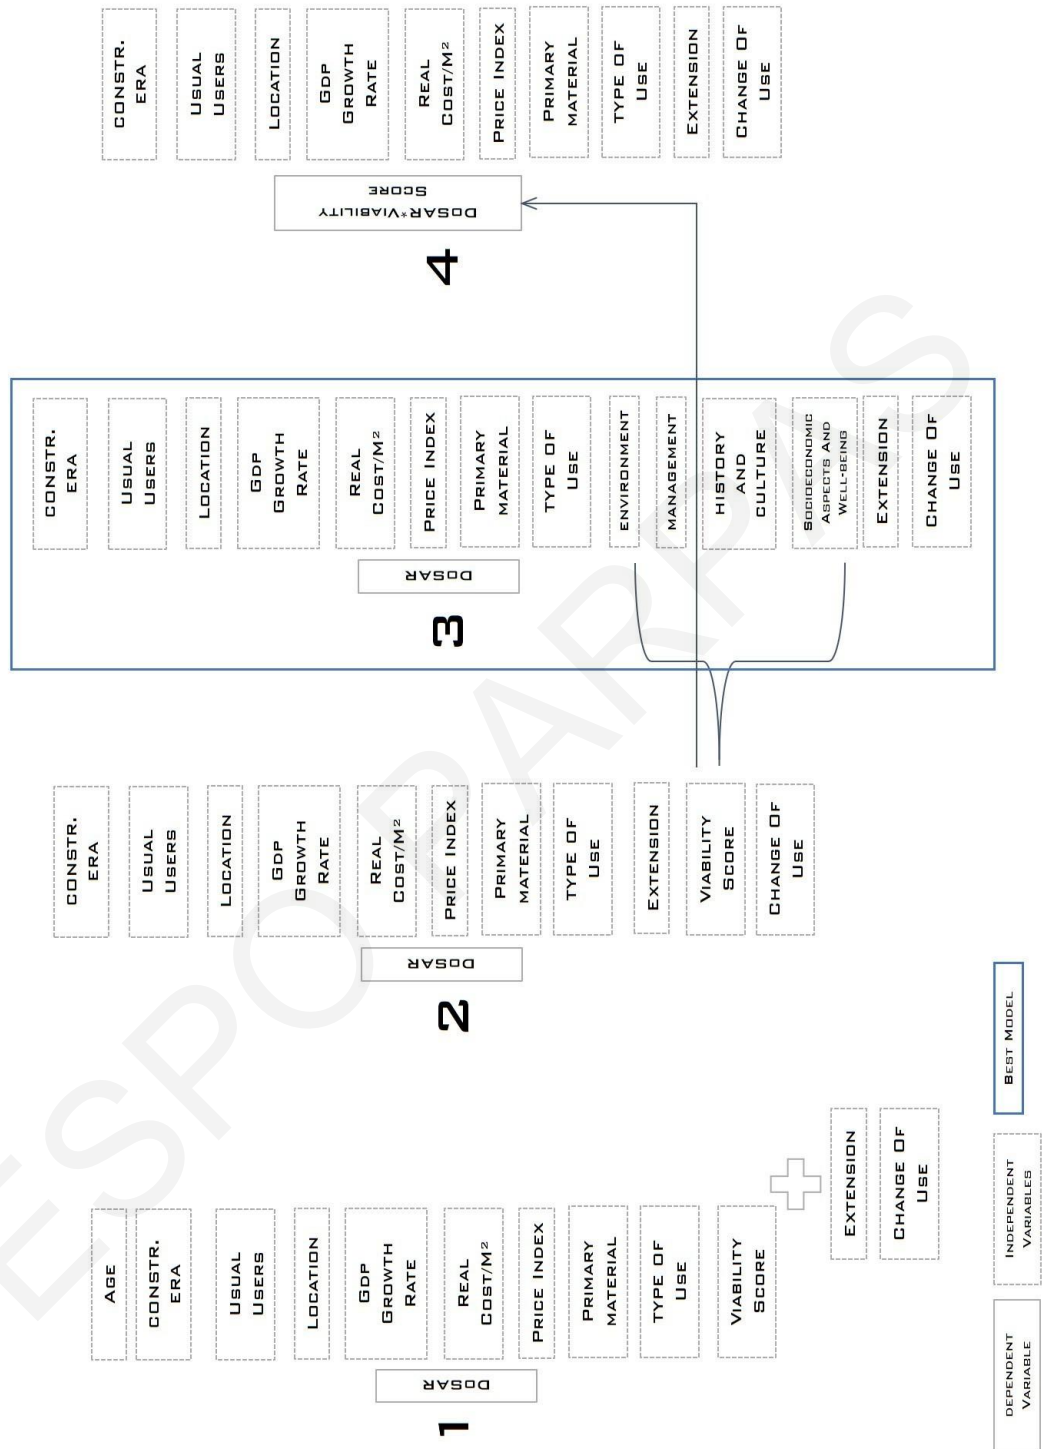 1
DoSAR
AGE
CONSTR.
ERA
USUAL
USERS
LOCATION
GDP
GROWTH
RATE
REAL
COST/M²
PRICE INDEX
PRIMARY
MATERIAL
TYPE OF
USE
VIABILITY
SCORE
EXTENSION
CHANGE OF
USE
2
DoSAR
CONSTR.
ERA
USUAL
USERS
LOCATION
GDP
GROWTH
RATE
REAL
COST/M²
PRICE INDEX
PRIMARY
MATERIAL
TYPE OF
USE
EXTENSION
VIABILITY
SCORE
CHANGE OF
USE
3
DoSAR
CONSTR.
ERA
USUAL
USERS
LOCATION
GDP
GROWTH
RATE
REAL
COST/M²
PRICE INDEX
PRIMARY
MATERIAL
TYPE OF
USE
ENVIRONMENT
MANAGEMENT
HISTORY
AND
CULTURE
SOCIOECONOMIC
ASPECTS AND
WELL-BEING
EXTENSION
CHANGE OF
USE
4
DoSAR*VIABILITY
SCORE
CONSTR.
ERA
USUAL
USERS
LOCATION
GDP
GROWTH
RATE
REAL
COST/M²
PRICE INDEX
PRIMARY
MATERIAL
TYPE OF
USE
EXTENSION
CHANGE OF
USE
DEPENDENT
VARIABLE
INDEPENDENT
VARIABLES
BEST MODEL
ESPO PARPAS